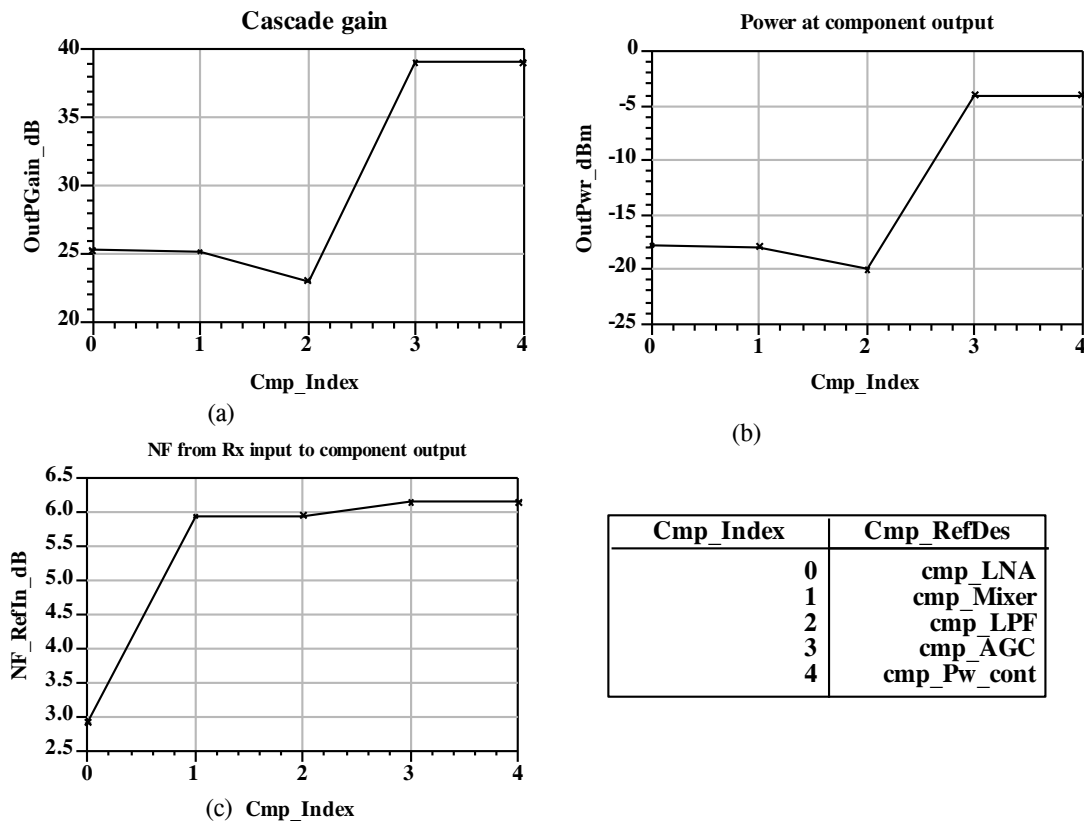 Cascade gain
40
35
30
25
20
OutPGain_dB
0 1 2 3 4
Cmp_Index
(a)
Power at component output
0
-5
-10
-15
-20
-25
OutPwr_dBm
0 1 2 3 4
Cmp_Index
(b)
NF from Rx input to component output
6.5
6.0
5.5
5.0
4.5
4.0
3.5
3.0
2.5
NF_RefIn_dB
0 1 2 3 4
(c) Cmp_Index
Cmp_Index Cmp_RefDes
0 cmp_LNA
1 cmp_Mixer
2 cmp_LPF
3 cmp_AGC
4 cmp_Pw_cont